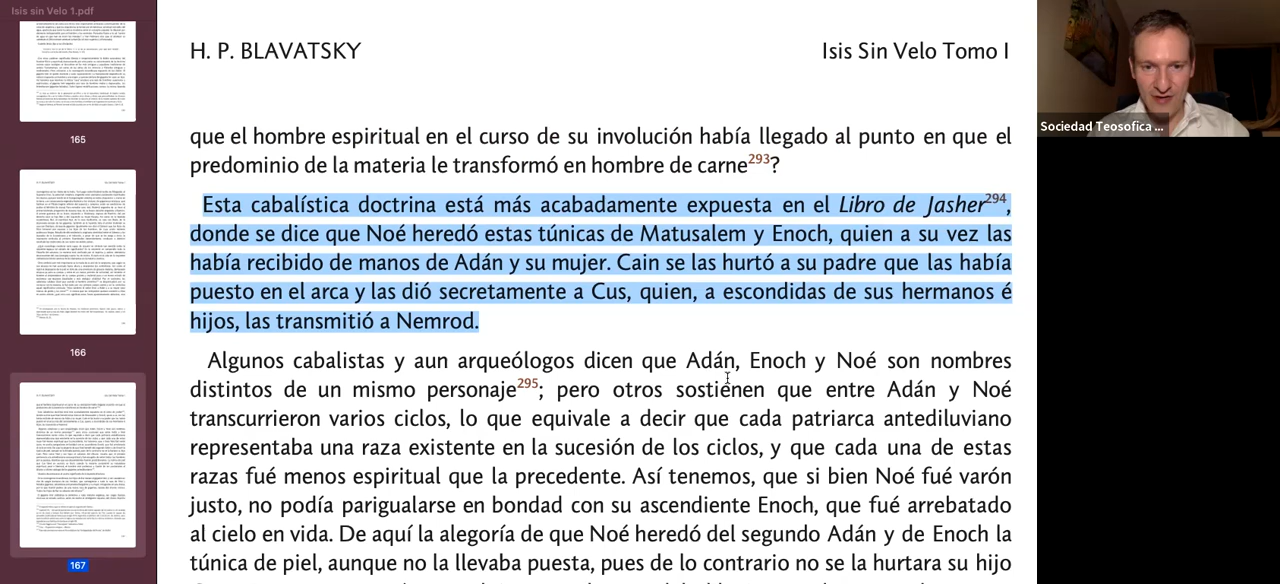 Isis sin Velo 1.pdf
165
166
167
H. P. BLAVATSKY
Isis Sin Velo Tomo I
que el hombre espiritual en el curso de su involución había llegado al punto en que el
predominio de la materia le transformó en hombre de carne293?
Esta cabalística doctrina está más acabadamente expuesta en el Libro de Jasher294,
donde se dice que Noé heredó las túnicas de Matusalem y Enoch, quien a su vez las
había recibido de manos de Adán y su mujer. Cain se las hurtó a su padre que las había
puesto en el arca y las dió secretamente a Cus, quien, a escondidas de sus hermanos é
hijos, las transmitió a Nemrod.
Algunos cabalistas y aun arqueólogos dicen que Adán, Enoch y Noé son nombres
distintos de un mismo personaje295; pero otros sostienen que entre Adán y Noé
transcurrieron varios ciclos, lo cual equivale a decir que cada patriarca antediluviano
representaba una raza existente en la sucesión de los ciclos y que cada una de estas
razas fue menos espiritual que la precedente. Así tenemos, que si bien Noé fué varón
justo, no podía parigualarse en bondad con su ascendiente Enoch, que fué arrebatado
al cielo en vida. De aquí la alegoría de que Noé heredó del segundo Adán y de Enoch la
túnica de piel, aunque no la llevaba puesta, pues de lo contrario no se la hurtara su hijo
Sociedad Teosofica ...